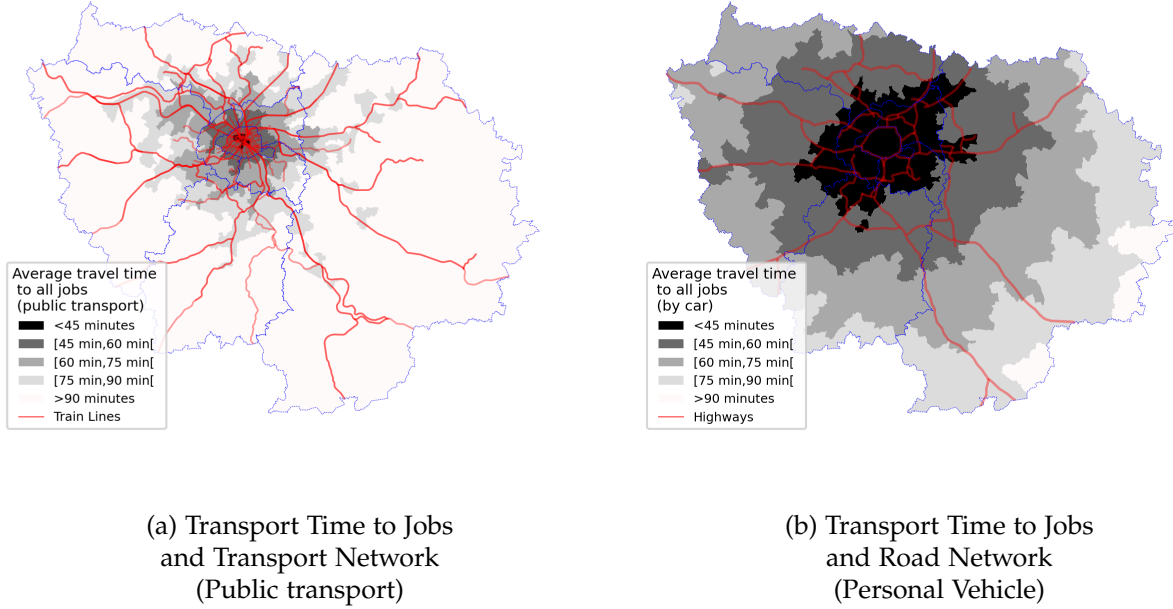 Average travel time
to all jobs
(public transport)
<45 minutes
[45 min,60 min[
[60 min,75 min[
[75 min,90 min[
>90 minutes
Train Lines
Average travel time
to all jobs
(by car)
<45 minutes
[45 min,60 min[
[60 min,75 min[
[75 min,90 min[
>90 minutes
Highways
(a) Transport Time to Jobs
and Transport Network
(Public transport)
(b) Transport Time to Jobs
and Road Network
(Personal Vehicle)